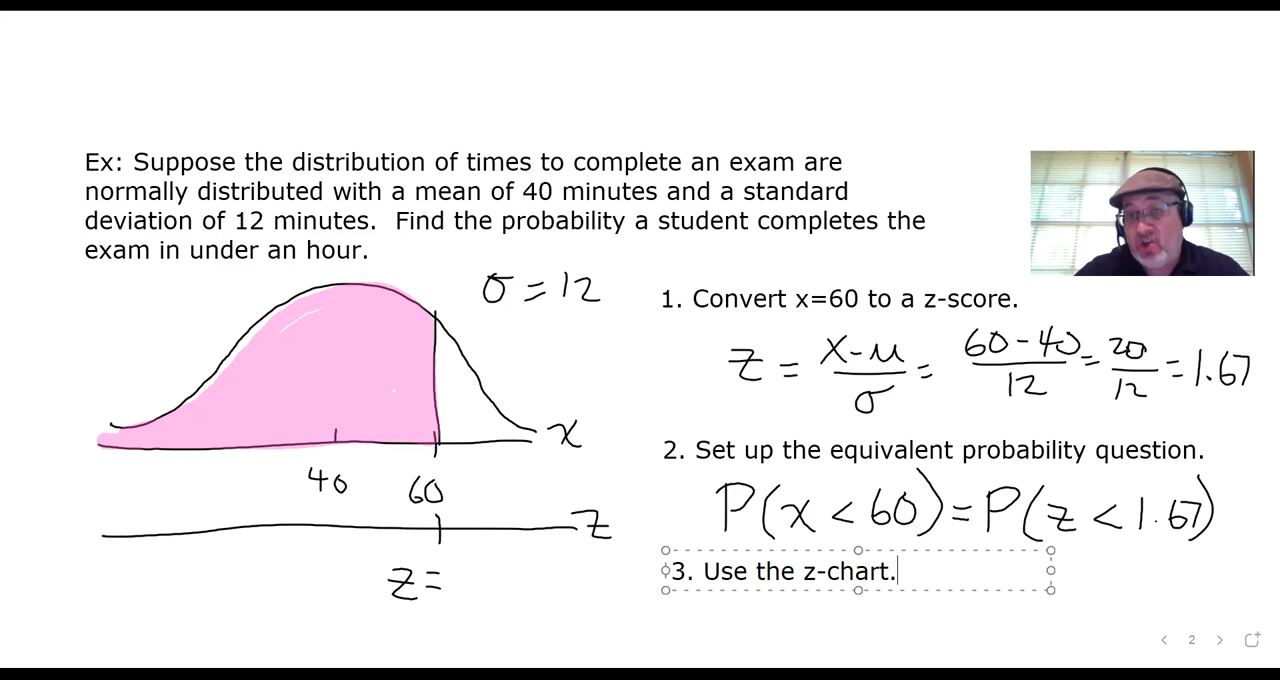 Ex: Suppose the distribution of times to complete an exam are
normally distributed with a mean of 40 minutes and a standard
deviation of 12 minutes.  Find the probability a student completes the
exam in under an hour.
σ = 12
x
40
60
z
z =
1. Convert x=60 to a z-score.
z = x-μ/σ = 60-40/12 = 20/12 = 1.67
2. Set up the equivalent probability question.
P(x < 60) = P(z < 1.67)
3. Use the z-chart.
2